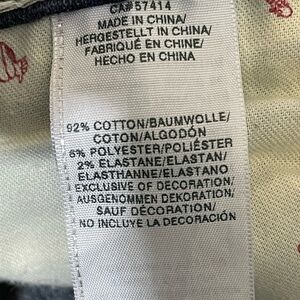 CA#57414
MADE IN CHINA/
HERGESTELLT IN CHINA/
FABRIQUÉ EN CHINE/
HECHO EN CHINA
92% COTTON/BAUMWOLLE/
COTON/ALGODÓN
6% POLYESTER/POLIÉSTER
2% ELASTANE/ELASTAN/
ELASTHANNE/ELASTANO
EXCLUSIVE OF DECORATION/
AUSGENOMMEN DEKORATION/
SAUF DÉCORATION/
NO INCLUYE LA DECORACIÓN